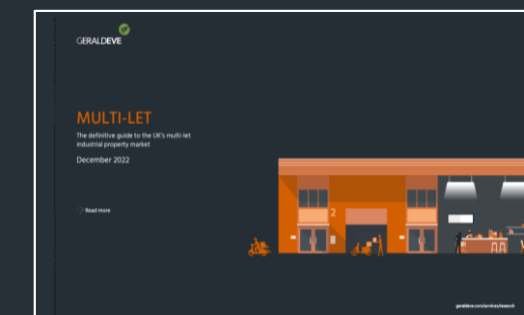 GERALDEVE
MULTI-LET
The definitive guide to the UK's multi-let
industrial property market
December 2022
Read more
2
geraldeve.com/services/research